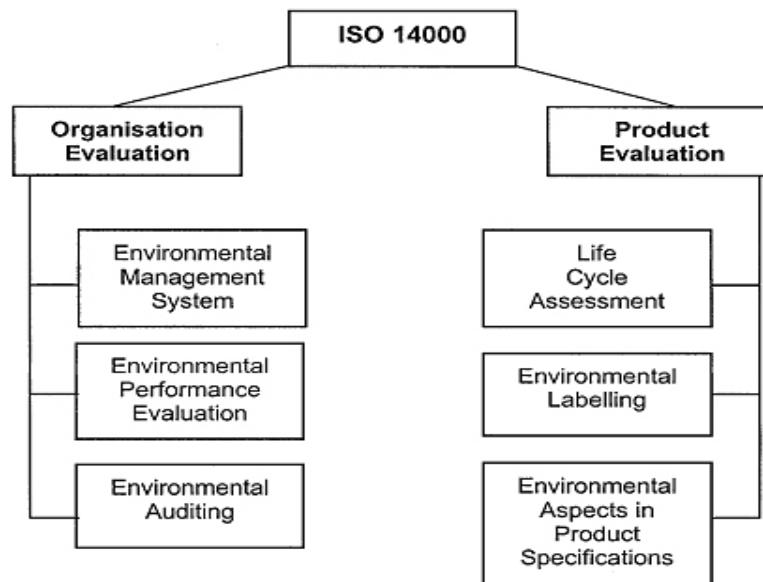 ISO 14000
Organisation
Evaluation
Product
Evaluation
Environmental
Management
System
Environmental
Performance
Evaluation
Environmental
Auditing
Life
Cycle
Assessment
Environmental
Labelling
Environmental
Aspects in
Product
Specifications